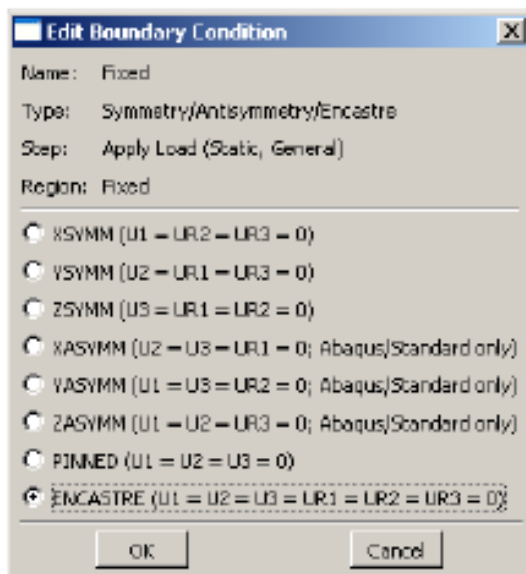 Edit Boundary Condition
Name: Fixed
Type: Symmetry/Antisymmetry/Encastre
Step: Apply Load (Static, General)
Region: Fixed
XSYMM (U1 = UR2 = UR3 = 0)
YSYMM (U2 = UR1 = UR3 = 0)
ZSYMM (U3 = UR1 = UR2 = 0)
XASYMM (U2 = U3 = UR1 = 0; Abaqus/Standard only)
YASYMM (U1 = U3 = UR2 = 0; Abaqus/Standard only)
ZASYMM (U1 = U2 = UR3 = 0; Abaqus/Standard only)
PINNED (U1 = U2 = U3 = 0)
ENCASTRE (U1 = U2 = U3 = UR1 = UR2 = UR3 = 0)
OK Cancel